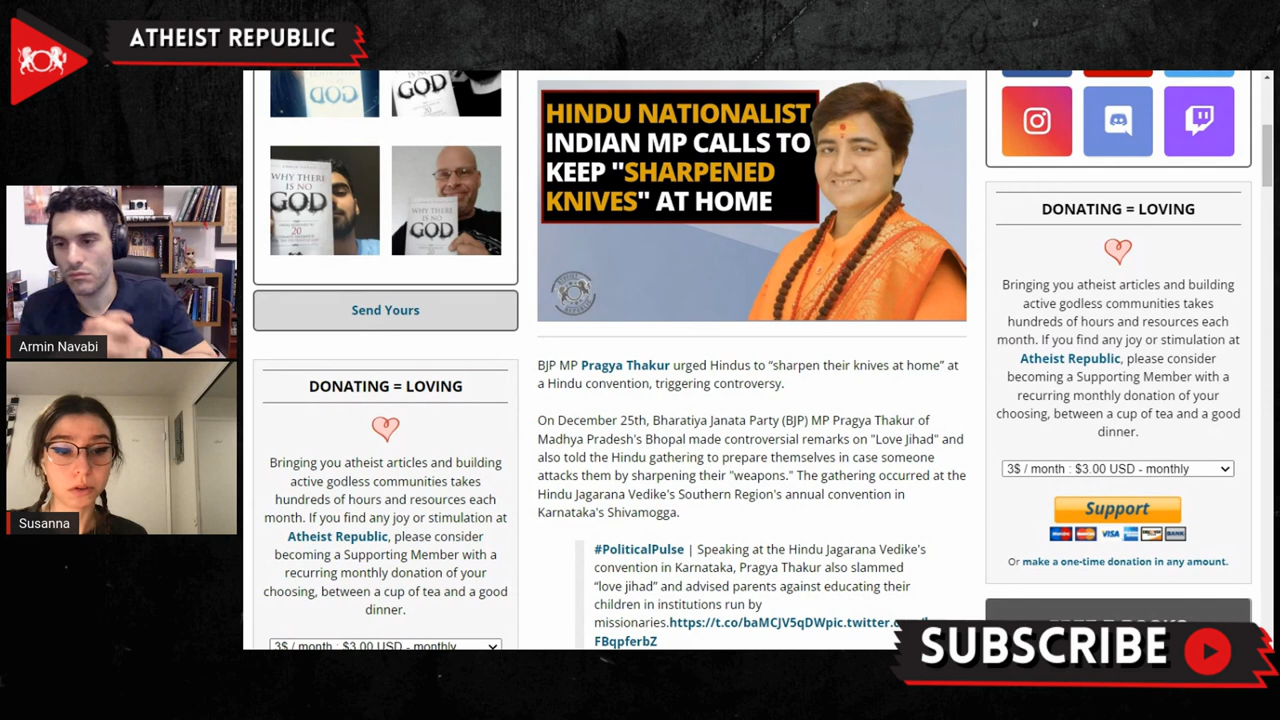 ATHEIST REPUBLIC
Armin Navabi
Susanna
GOD
GOD
WHY THERE
IS NO
GOD
20
WHY THERE IS NO
GOD
Send Yours
DONATING = LOVING
Bringing you atheist articles and building
active godless communities takes
hundreds of hours and resources each
month. If you find any joy or stimulation at
Atheist Republic, please consider
becoming a Supporting Member with a
recurring monthly donation of your
choosing, between a cup of tea and a good
dinner.
3$ / month : $3.00 USD - monthly
HINDU NATIONALIST
INDIAN MP CALLS TO
KEEP "SHARPENED
KNIVES" AT HOME
BJP MP Pragya Thakur urged Hindus to “sharpen their knives at home” at
a Hindu convention, triggering controversy.
On December 25th, Bharatiya Janata Party (BJP) MP Pragya Thakur of
Madhya Pradesh's Bhopal made controversial remarks on "Love Jihad" and
also told the Hindu gathering to prepare themselves in case someone
attacks them by sharpening their "weapons." The gathering occurred at the
Hindu Jagarana Vedike's Southern Region's annual convention in
Karnataka's Shivamogga.
#PoliticalPulse | Speaking at the Hindu Jagarana Vedike's
convention in Karnataka, Pragya Thakur also slammed
“love jihad” and advised parents against educating their
children in institutions run by
missionaries.https://t.co/baMCJV5qDWpic.twitter.
FBqpferbZ
DONATING = LOVING
Bringing you atheist articles and building
active godless communities takes
hundreds of hours and resources each
month. If you find any joy or stimulation at
Atheist Republic, please consider
becoming a Supporting Member with a
recurring monthly donation of your
choosing, between a cup of tea and a good
dinner.
3$ / month : $3.00 USD - monthly
Support
VISA
BANK
Or make a one-time donation in any amount.
SUBSCRIBE